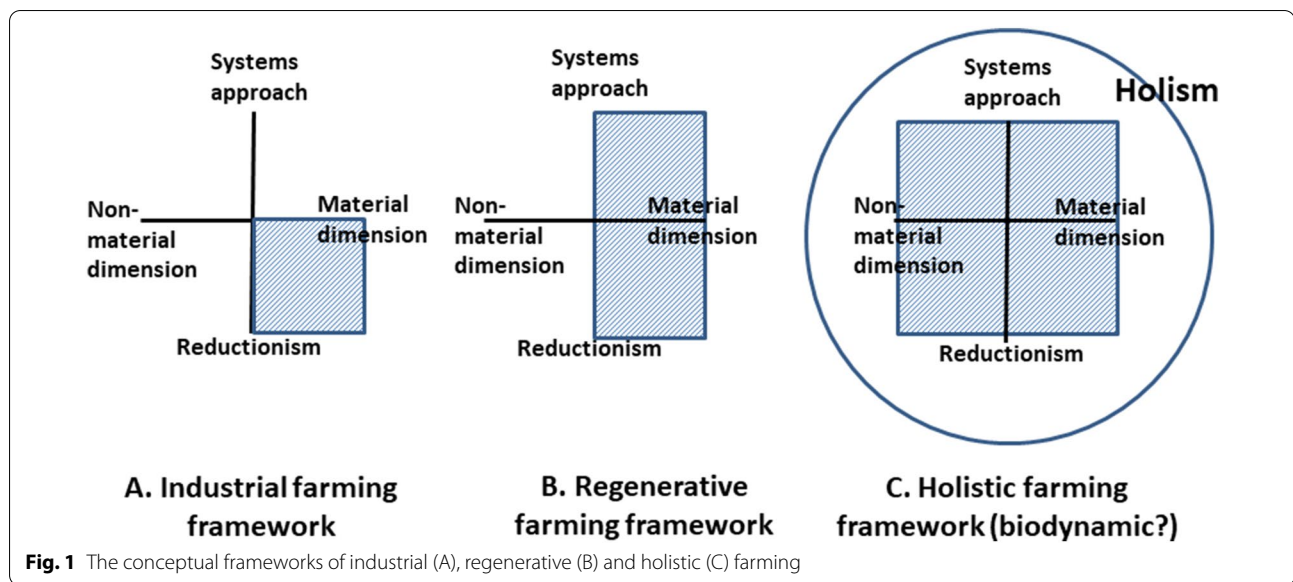 Systems
approach
Non-
material
dimension
Material
dimension
Reductionism
A. Industrial farming
framework
Systems
approach
Non-
material
dimension
Material
dimension
Reductionism
B. Regenerative
farming framework
Systems
approach
Holism
Non-
material
dimension
Material
dimension
Reductionism
C. Holistic farming
framework (biodynamic?)
Fig. 1 The conceptual frameworks of industrial (A), regenerative (B) and holistic (C) farming